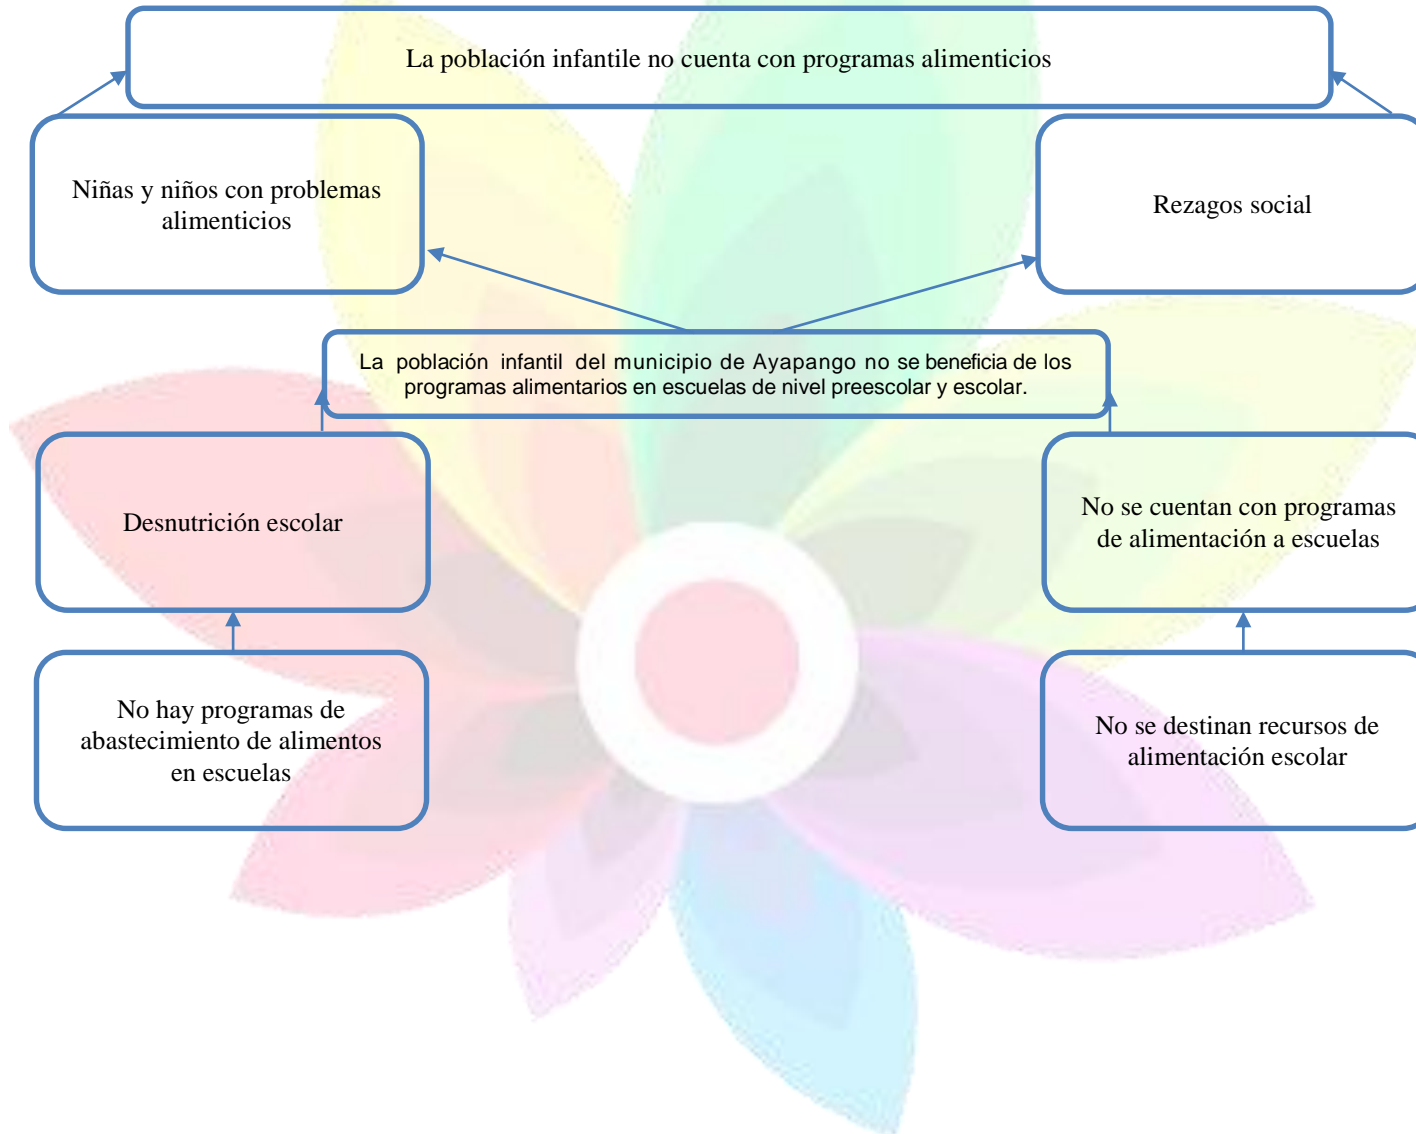 La población infantile no cuenta con programas alimenticios
Niñas y niños con problemas
alimenticios
Rezagos social
La población infantil del municipio de Ayapango no se beneficia de los
programas alimentarios en escuelas de nivel preescolar y escolar.
Desnutrición escolar
No se cuentan con programas
de alimentación a escuelas
No hay programas de
abastecimiento de alimentos
en escuelas
No se destinan recursos de
alimentación escolar